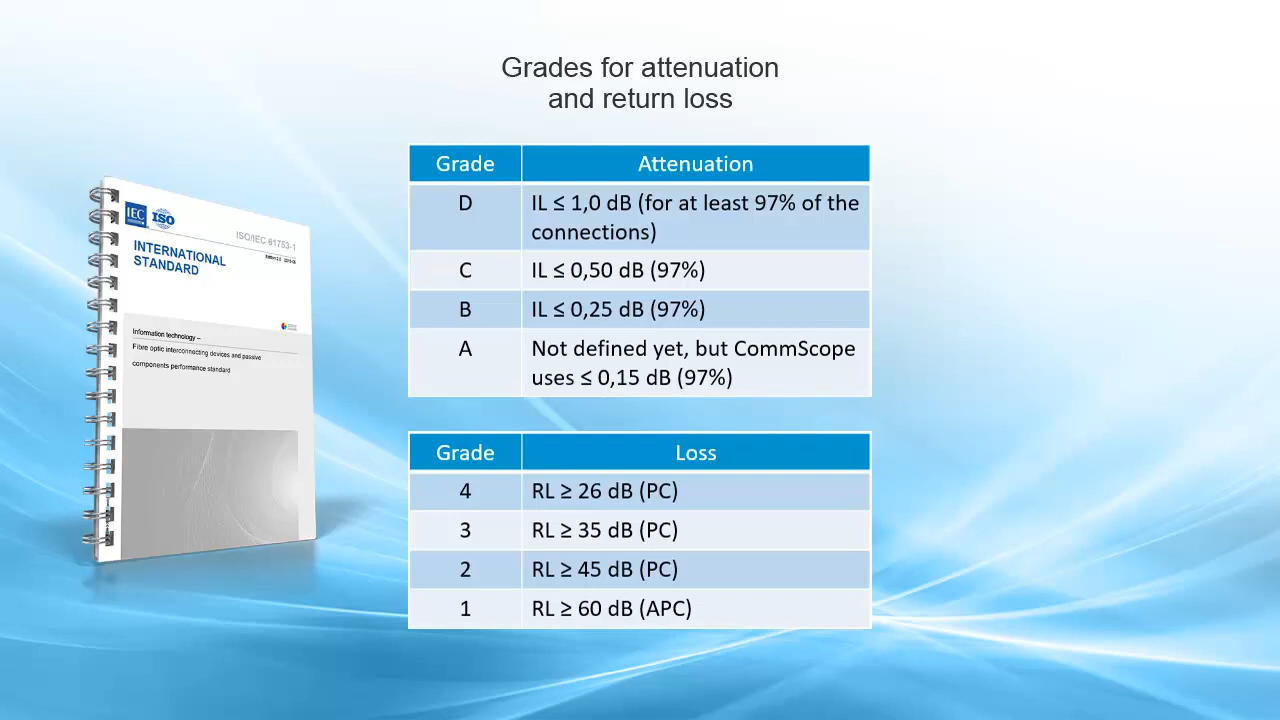 Grades for attenuation
and return loss
Grade Attenuation
D IL ≤ 1,0 dB (for at least 97% of the
connections)
C IL ≤ 0,50 dB (97%)
B IL ≤ 0,25 dB (97%)
A Not defined yet, but CommScope
uses ≤ 0,15 dB (97%)
Grade Loss
4 RL ≥ 26 dB (PC)
3 RL ≥ 35 dB (PC)
2 RL ≥ 45 dB (PC)
1 RL ≥ 60 dB (APC)
IEC ISO
ISO/IEC 61753-1
INTERNATIONAL
STANDARD
Information technology –
Fibre optic interconnecting devices and passive
components performance standard